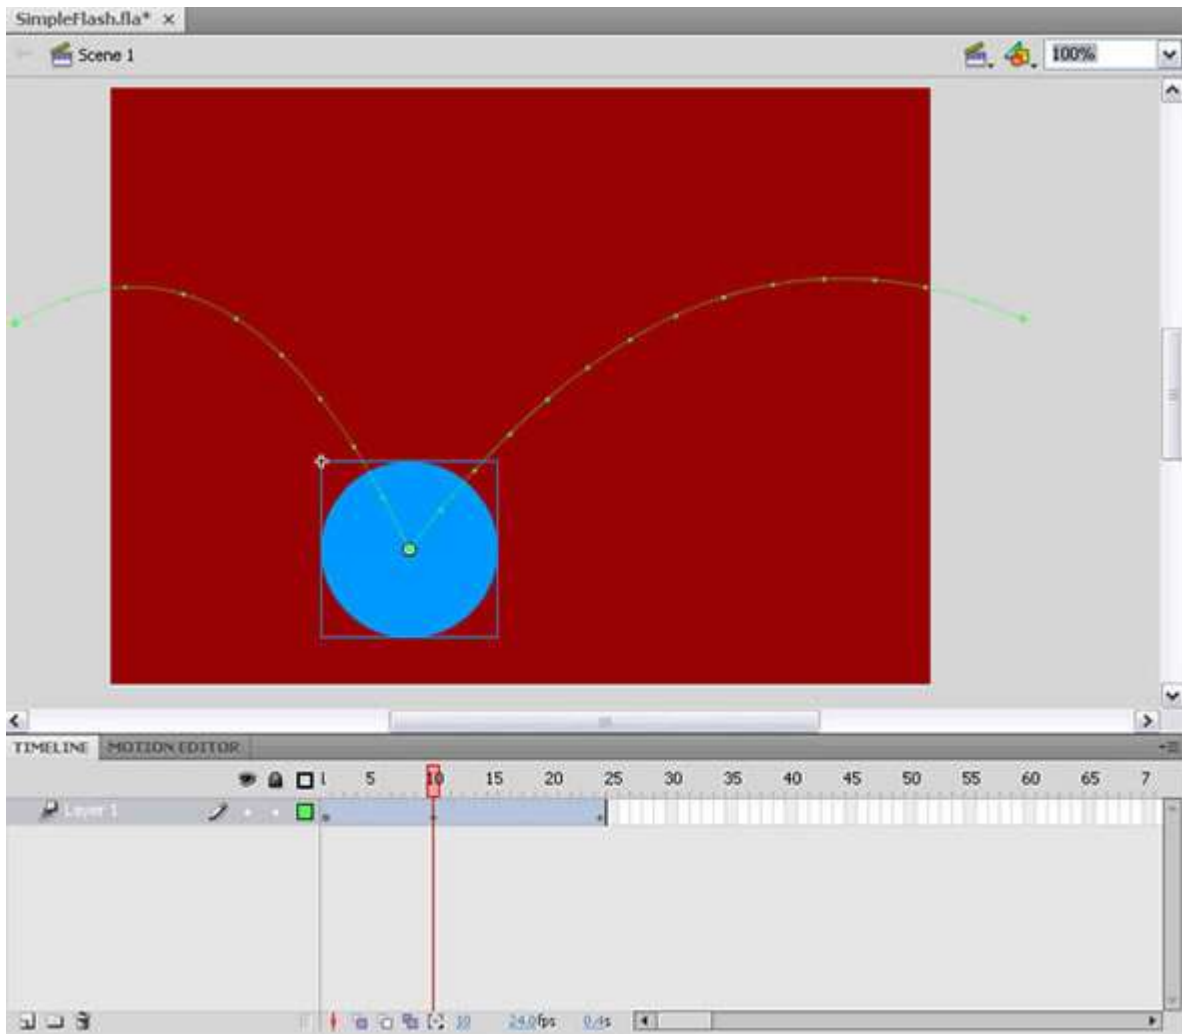 SimpleFlash.fla* ×
Scene 1
100%
TIMELINE MOTION EDITOR
1 5 10 15 20 25 30 35 40 45 50 55 60 65 7
Layer 1
10 24.0fps 0.4s